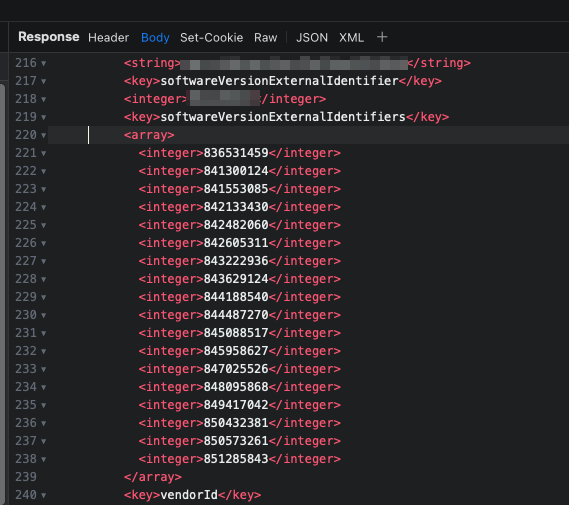 Response Header Body Set-Cookie Raw JSON XML +
216 <string></string>
217 <key>softwareVersionExternalIdentifier</key>
218 <integer></integer>
219 <key>softwareVersionExternalIdentifiers</key>
220 <array>
221 <integer>836531459</integer>
222 <integer>841300124</integer>
223 <integer>841553085</integer>
224 <integer>842133430</integer>
225 <integer>842482060</integer>
226 <integer>842605311</integer>
227 <integer>843222936</integer>
228 <integer>843629124</integer>
229 <integer>844188540</integer>
230 <integer>844487270</integer>
231 <integer>845088517</integer>
232 <integer>845958627</integer>
233 <integer>847025526</integer>
234 <integer>848095868</integer>
235 <integer>849417042</integer>
236 <integer>850432381</integer>
237 <integer>850573261</integer>
238 <integer>851285843</integer>
239 </array>
240 <key>vendorId</key>